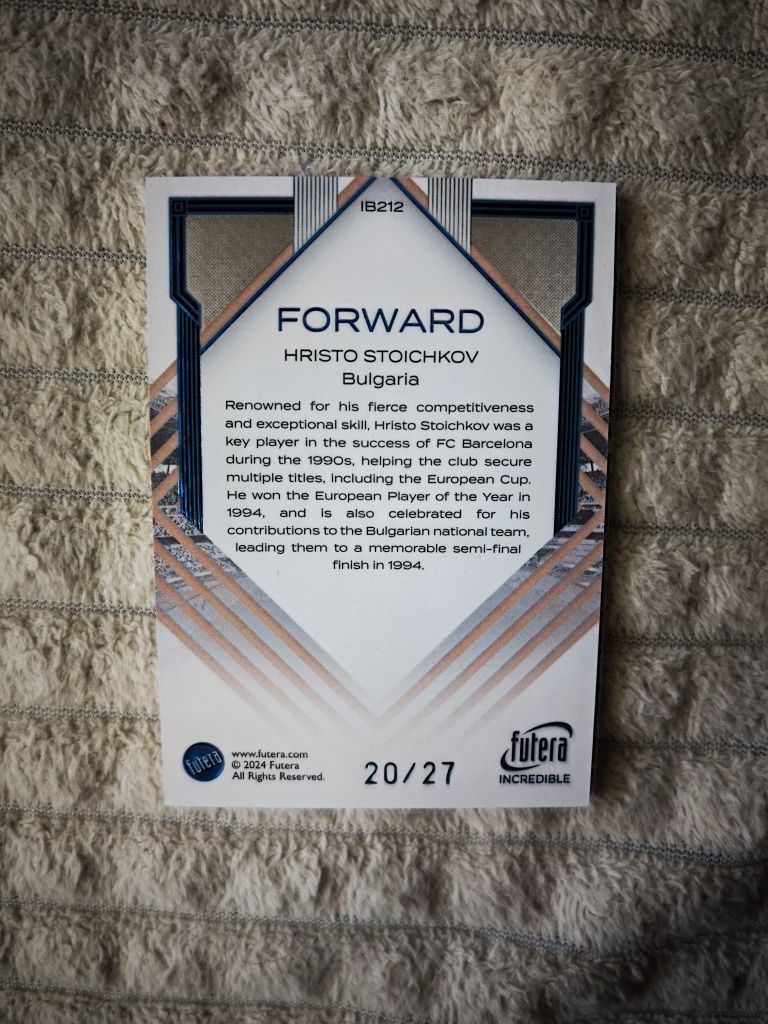 IB212
FORWARD
HRISTO STOICHKOV
Bulgaria
Renowned for his fierce competitiveness
and exceptional skill, Hristo Stoichkov was a
key player in the success of FC Barcelona
during the 1990s, helping the club secure
multiple titles, including the European Cup.
He won the European Player of the Year in
1994, and is also celebrated for his
contributions to the Bulgarian national team,
leading them to a memorable semi-final
finish in 1994.
futera
www.futera.com
© 2024 Futera
All Rights Reserved.
20/27
futera
INCREDIBLE